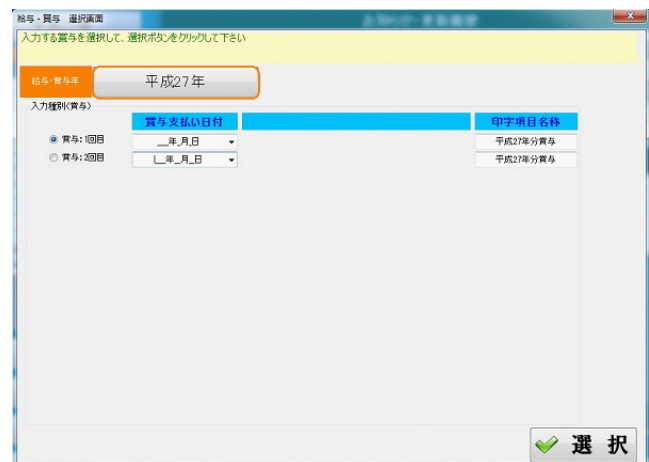 給与・賞与 選択画面
入力する賞与を選択して、選択ボタンをクリックして下さい
給与・賞与年 平成27年
入力種別(賞与)
賞与支払い日付 印字項目名称
賞与:1回目 __年_月_日 平成27年分賞与
賞与:2回目 __年_月_日 平成27年分賞与
選 択